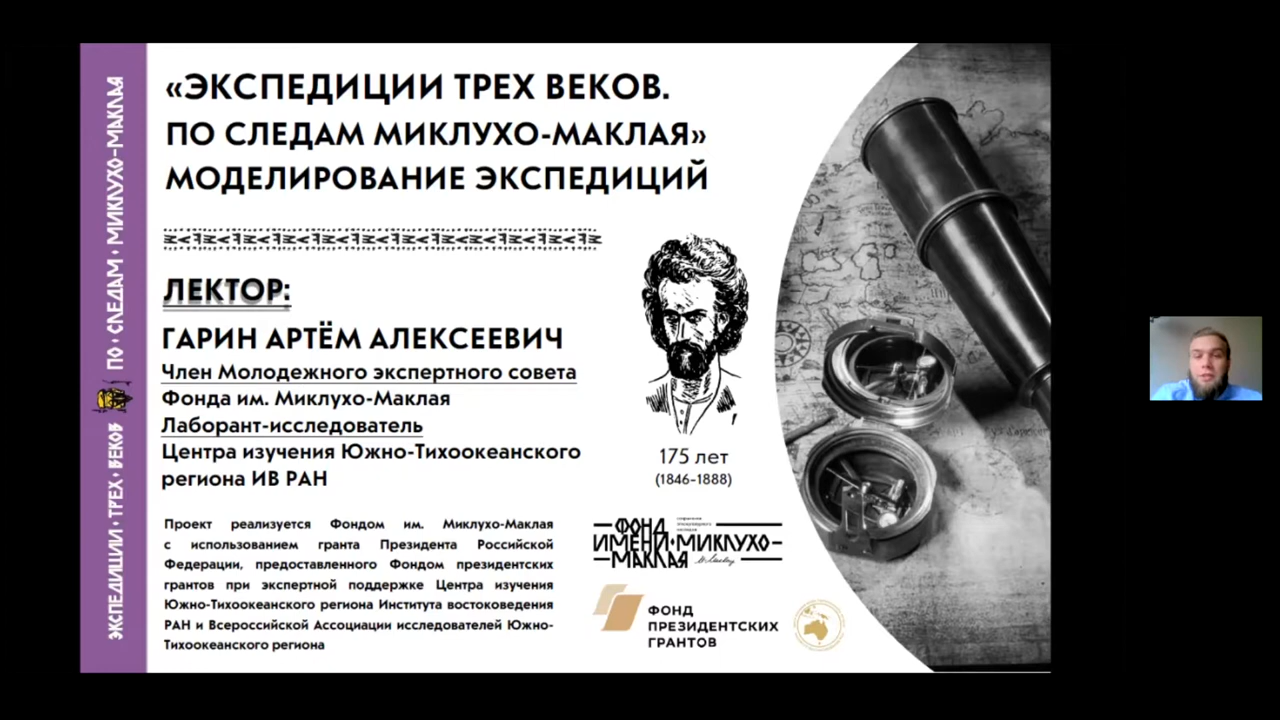 «ЭКСПЕДИЦИИ ТРЕХ ВЕКОВ.
ПО СЛЕДАМ МИКЛУХО-МАКЛАЯ»
МОДЕЛИРОВАНИЕ ЭКСПЕДИЦИЙ
ЭКСПЕДИЦИИ • ТРЕХ • ВЕКОВ ПО • СЛЕДАМ • МИКЛУХО-МАКЛАЯ
ЛЕКТОР:
ГАРИН АРТЁМ АЛЕКСЕЕВИЧ
Член Молодежного экспертного совета
Фонда им. Миклухо-Маклая
Лаборант-исследователь
Центра изучения Южно-Тихоокеанского
региона ИВ РАН
175 лет
(1846-1888)
Проект реализуется Фондом им. Миклухо-Маклая
с использованием гранта Президента Российской
Федерации, предоставленного Фондом президентских
грантов при экспертной поддержке Центра изучения
Южно-Тихоокеанского региона Института востоковедения
РАН и Всероссийской Ассоциации исследователей Южно-
Тихоокеанского региона
ФОНД
ИМЕНИ•МИКЛУХО-
МАКЛАЯ
ФОНД
ПРЕЗИДЕНТСКИХ
ГРАНТОВ